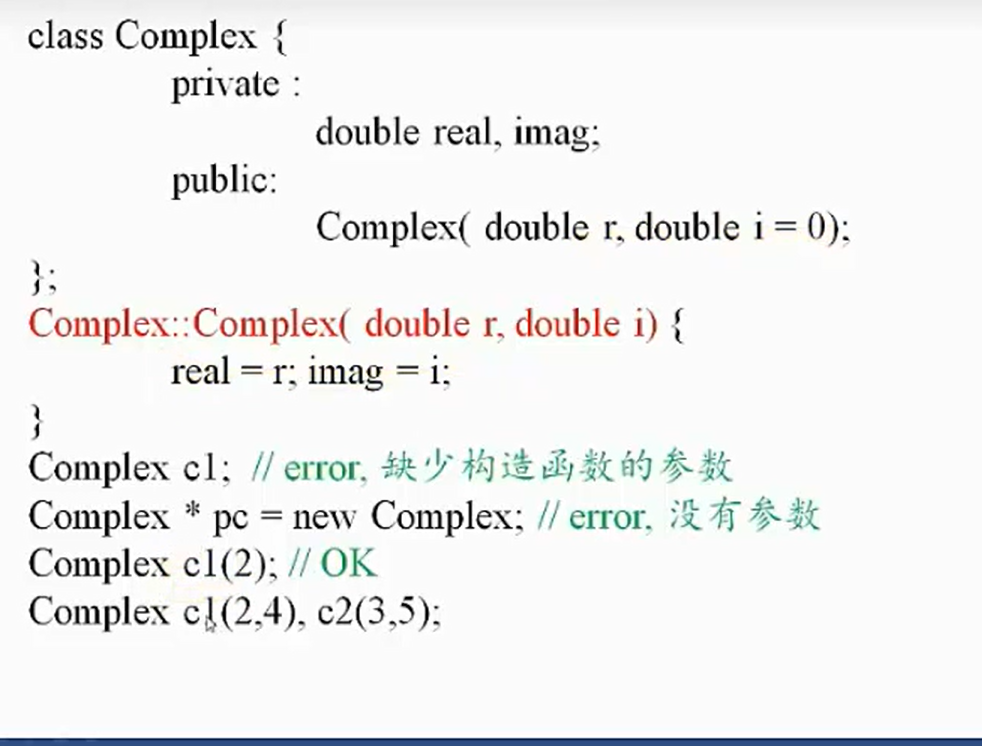 class Complex {
private :
double real, imag;
public:
Complex( double r, double i = 0);
};
Complex::Complex( double r, double i) {
real = r; imag = i;
}
Complex c1; // error, 缺少构造函数的参数
Complex * pc = new Complex; // error, 没有参数
Complex c1(2); // OK
Complex c1(2,4), c2(3,5);